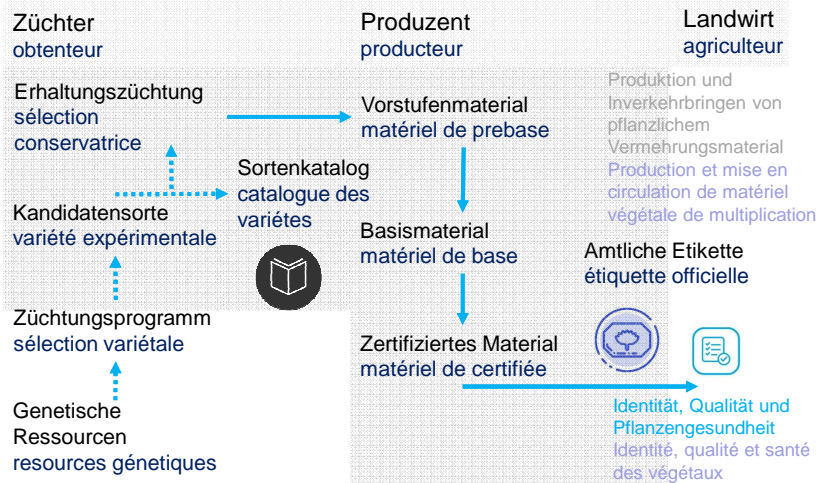 Züchter
obtenteur
Produzent
producteur
Landwirt
agriculteur
Erhaltungszüchtung
sélection
conservatrice
Vorstufenmaterial
matériel de prebase
Produktion und
Inverkehrbringen von
pflanzlichem
Vermehrungsmaterial
Production et mise en
circulation de matériel
végétale de multiplication
Sortenkatalog
catalogue des
variétes
Kandidatensorte
variété expérimentale
Basismaterial
matériel de base
Amtliche Etikette
étiquette officielle
Züchtungsprogramm
sélection variétale
Zertifiziertes Material
matériel de certifiée
Genetische
Ressourcen
resources génetiques
Identität, Qualität und
Pflanzengesundheit
Identité, qualité et santé
des végétaux